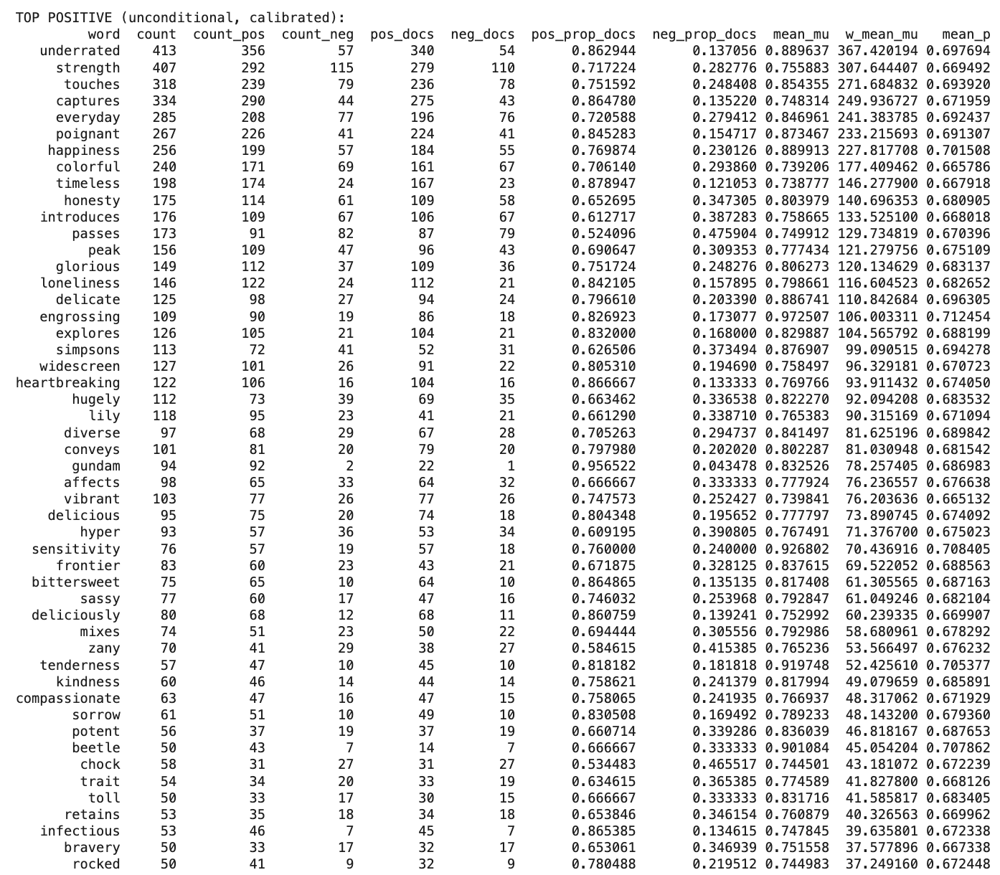 TOP POSITIVE (unconditional, calibrated):
word count count_pos count_neg pos_docs neg_docs pos_prop_docs neg_prop_docs mean_mu w_mean_mu mean_p
underrated 413 356 57 340 54 0.862944 0.137056 0.889637 367.420194 0.697694
strength 407 292 115 279 110 0.717224 0.282776 0.755883 307.644407 0.669492
touches 318 239 79 236 78 0.751592 0.248408 0.854355 271.684832 0.693920
captures 334 290 44 275 43 0.864780 0.135220 0.748314 249.936727 0.671959
everyday 285 208 77 196 76 0.720588 0.279412 0.846961 241.383785 0.692437
poignant 267 226 41 224 41 0.845283 0.154717 0.873467 233.215693 0.691307
happiness 256 199 57 184 55 0.769874 0.230126 0.889913 227.817708 0.701508
colorful 240 171 69 161 67 0.706140 0.293860 0.739206 177.409462 0.665786
timeless 198 174 24 167 23 0.878947 0.121053 0.738777 146.277900 0.667918
honesty 175 114 61 109 58 0.652695 0.347305 0.803979 140.696353 0.680905
introduces 176 109 67 106 67 0.612717 0.387283 0.758665 133.525100 0.668018
passes 173 91 82 87 79 0.524096 0.475904 0.749912 129.734819 0.670396
peak 156 109 47 96 43 0.690647 0.309353 0.777434 121.279756 0.675109
glorious 149 112 37 109 36 0.751724 0.248276 0.806273 120.134629 0.683137
loneliness 146 122 24 112 21 0.842105 0.157895 0.798661 116.604523 0.682652
delicate 125 98 27 94 24 0.796610 0.203390 0.886741 110.842684 0.696305
engrossing 109 90 19 86 18 0.826923 0.173077 0.972507 106.003311 0.712454
explores 126 105 21 104 21 0.832000 0.168000 0.829887 104.565792 0.688199
simpsons 113 72 41 52 31 0.626506 0.373494 0.876907 99.090515 0.694278
widescreen 127 101 26 91 22 0.805310 0.194690 0.758497 96.329181 0.670723
heartbreaking 122 106 16 104 16 0.866667 0.133333 0.769766 93.911432 0.674050
hugely 112 73 39 69 35 0.663462 0.336538 0.822270 92.094208 0.683532
lily 118 95 23 41 21 0.661290 0.338710 0.765383 90.315169 0.671094
diverse 97 68 29 67 28 0.705263 0.294737 0.841497 81.625196 0.689842
conveys 101 81 20 79 20 0.797980 0.202020 0.802287 81.030948 0.681542
gundam 94 92 2 22 1 0.956522 0.043478 0.832526 78.257405 0.686983
affects 98 65 33 64 32 0.666667 0.333333 0.777924 76.236557 0.676638
vibrant 103 77 26 77 26 0.747573 0.252427 0.739841 76.203636 0.665132
delicious 95 75 20 74 18 0.804348 0.195652 0.777797 73.890745 0.674092
hyper 93 57 36 53 34 0.609195 0.390805 0.767491 71.376700 0.675023
sensitivity 76 57 19 57 18 0.760000 0.240000 0.926802 70.436916 0.708405
frontier 83 60 23 43 21 0.671875 0.328125 0.837615 69.522052 0.688563
bittersweet 75 65 10 64 10 0.864865 0.135135 0.817408 61.305565 0.687163
sassy 77 60 17 47 16 0.746032 0.253968 0.792847 61.049246 0.682104
deliciously 80 68 12 68 11 0.860759 0.139241 0.752992 60.239335 0.669907
mixes 74 51 23 50 22 0.694444 0.305556 0.792986 58.680961 0.678292
zany 70 41 29 38 27 0.584615 0.415385 0.765236 53.566497 0.676232
tenderness 57 47 10 45 10 0.818182 0.181818 0.919748 52.425610 0.705377
kindness 60 46 14 44 14 0.758621 0.241379 0.817994 49.079659 0.685891
compassionate 63 47 16 47 15 0.758065 0.241935 0.766937 48.317062 0.671929
sorrow 61 51 10 49 10 0.830508 0.169492 0.789233 48.143200 0.679360
potent 56 37 19 37 19 0.660714 0.339286 0.836039 46.818167 0.687653
beetle 50 43 7 14 7 0.666667 0.333333 0.901084 45.054204 0.707862
chock 58 31 27 31 27 0.534483 0.465517 0.744501 43.181072 0.672239
trait 54 34 20 33 19 0.634615 0.365385 0.774589 41.827800 0.668126
toll 50 33 17 30 15 0.666667 0.333333 0.831716 41.585817 0.683405
retains 53 35 18 34 18 0.653846 0.346154 0.760879 40.326563 0.669962
infectious 53 46 7 45 7 0.865385 0.134615 0.747845 39.635801 0.672338
bravery 50 33 17 32 17 0.653061 0.346939 0.751558 37.577896 0.667338
rocked 50 41 9 32 9 0.780488 0.219512 0.744983 37.249160 0.672448